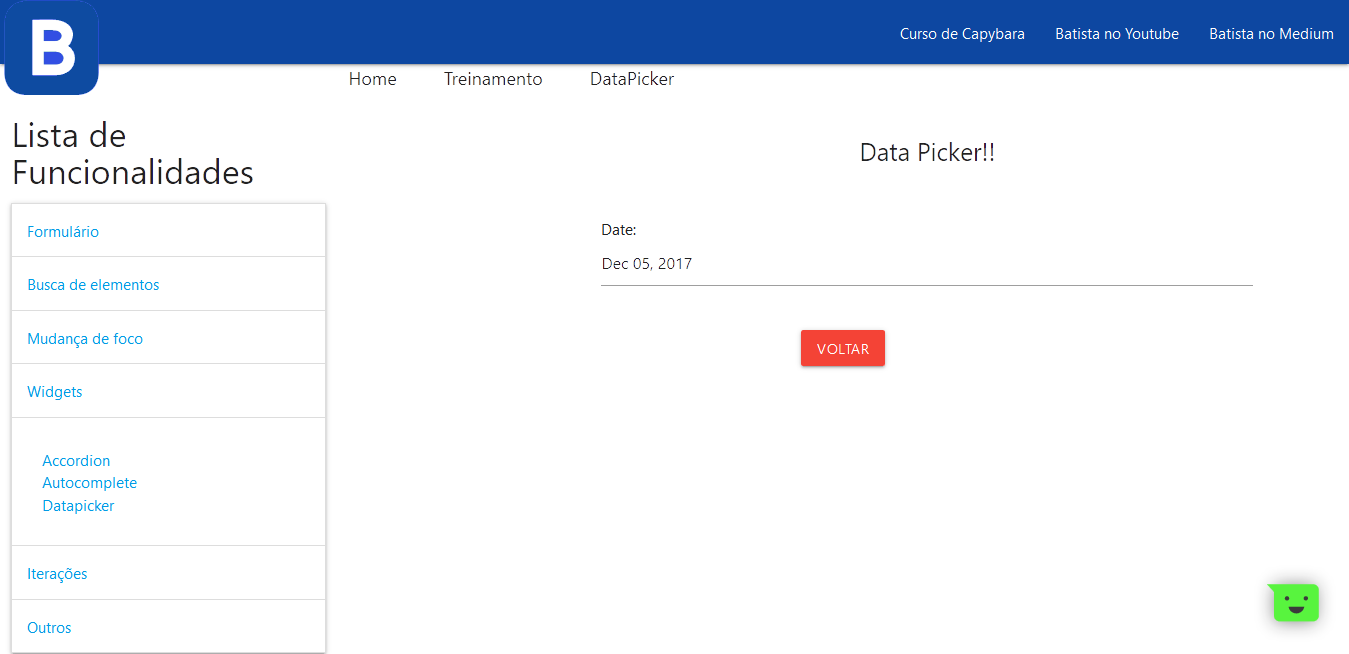 B
Curso de Capybara Batista no Youtube Batista no Medium
Home Treinamento DataPicker
Lista de
Funcionalidades
Formulário
Busca de elementos
Mudança de foco
Widgets
Accordion
Autocomplete
Datapicker
Iterações
Outros
Data Picker!!
Date:
Dec 05, 2017
VOLTAR